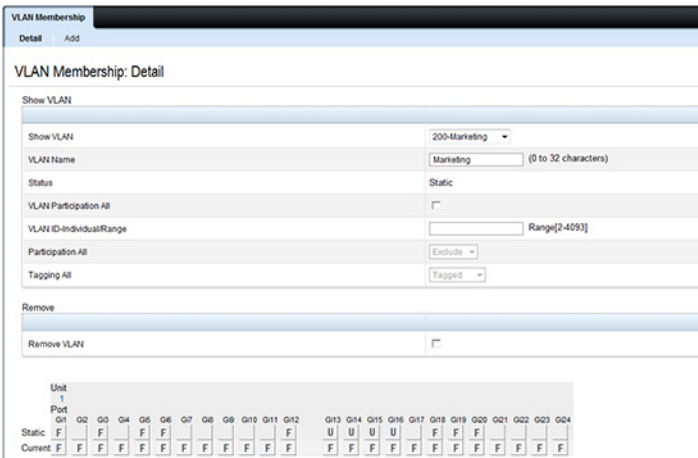 VLAN Membership
Detail Add
VLAN Membership: Detail
Show VLAN
Show VLAN 200-Marketing
VLAN Name Marketing (0 to 32 characters)
Status Static
VLAN Participation All
VLAN ID-Individual/Range Range[2-4093]
Participation All Exclude
Tagging All Tagged
Remove
Remove VLAN
Unit
1
Port
Gi1 Gi2 Gi3 Gi4 Gi5 Gi6 Gi7 Gi8 Gi9 Gi10 Gi11 Gi12 Gi13 Gi14 Gi15 Gi16 Gi17 Gi18 Gi19 Gi20 Gi21 Gi22 Gi23 Gi24
Static F F F F F U U U U F F F
Current F F F F F F F F F F F F F F F F F F F F F F F F